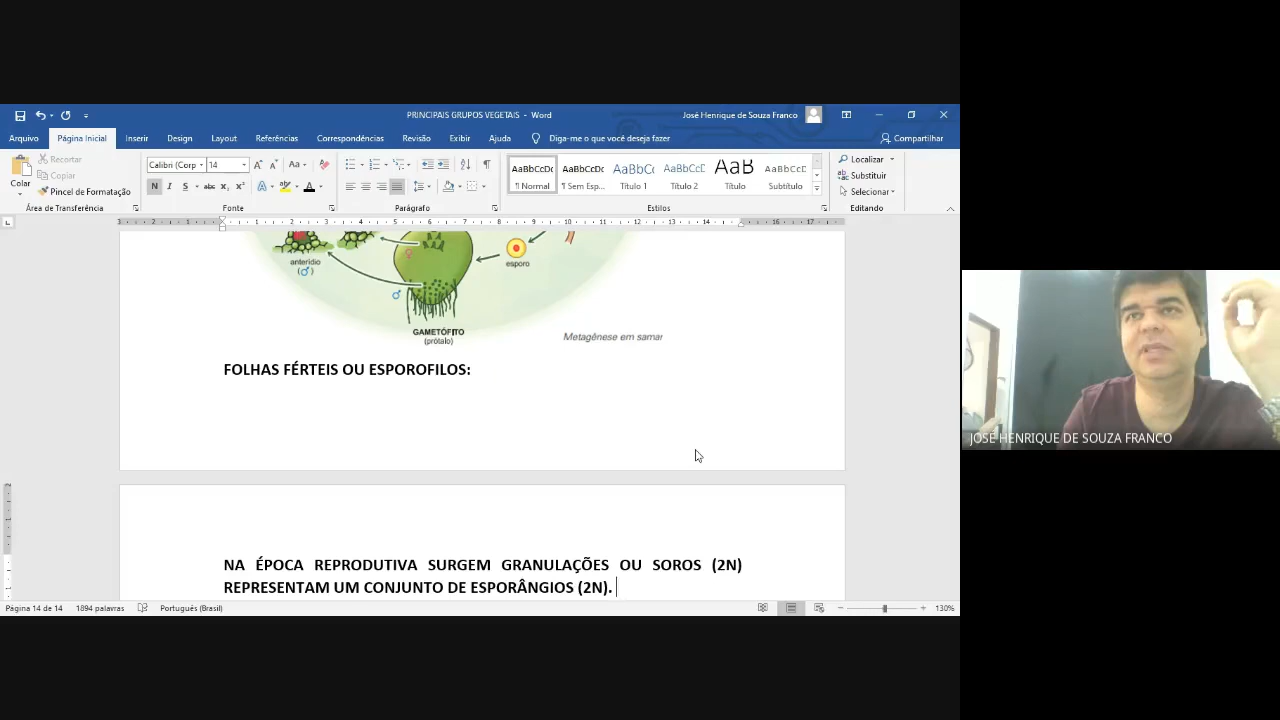 PRINCIPAIS GRUPOS VEGETAIS - Word
José Henrique de Souza Franco
Arquivo Página Inicial Inserir Design Layout Referências Correspondências Revisão Exibir Ajuda Diga-me o que você deseja fazer Compartilhar
Colar
Recortar
Copiar
Pincel de Formatação
Área de Transferência
Calibri (Corp 14
Fonte
Parágrafo
AaBbCcDc AaBbCcDc AaBbCc AaBbCcD AaB AaBbCcD
¶ Normal ¶ Sem Esp... Título 1 Título 2 Título Subtítulo
Estilos
Localizar
Substituir
Selecionar
Editando
anterídio
(♂)
esporo
GAMETÓFITO
(prótalo)
Metagênese em samar
FOLHAS FÉRTEIS OU ESPOROFILOS:
NA ÉPOCA REPRODUTIVA SURGEM GRANULAÇÕES OU SOROS (2N)
REPRESENTAM UM CONJUNTO DE ESPORÂNGIOS (2N).
Página 14 de 14 1894 palavras Português (Brasil) 130%
JOSÉ HENRIQUE DE SOUZA FRANCO